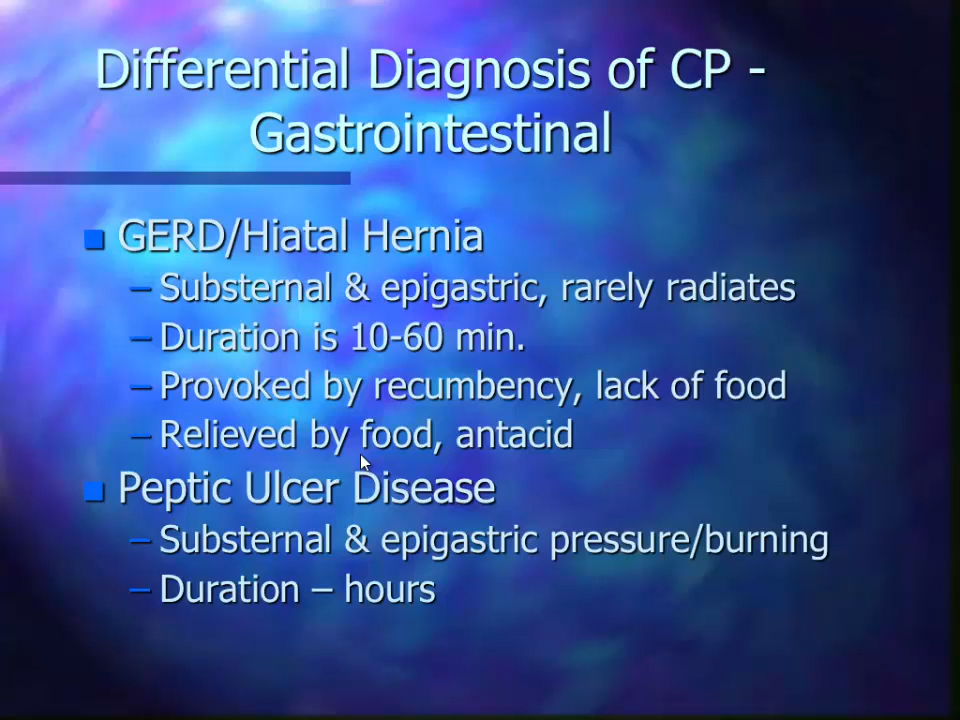 Differential Diagnosis of CP -
Gastrointestinal
GERD/Hiatal Hernia
– Substernal & epigastric, rarely radiates
– Duration is 10-60 min.
– Provoked by recumbency, lack of food
– Relieved by food, antacid
Peptic Ulcer Disease
– Substernal & epigastric pressure/burning
– Duration – hours